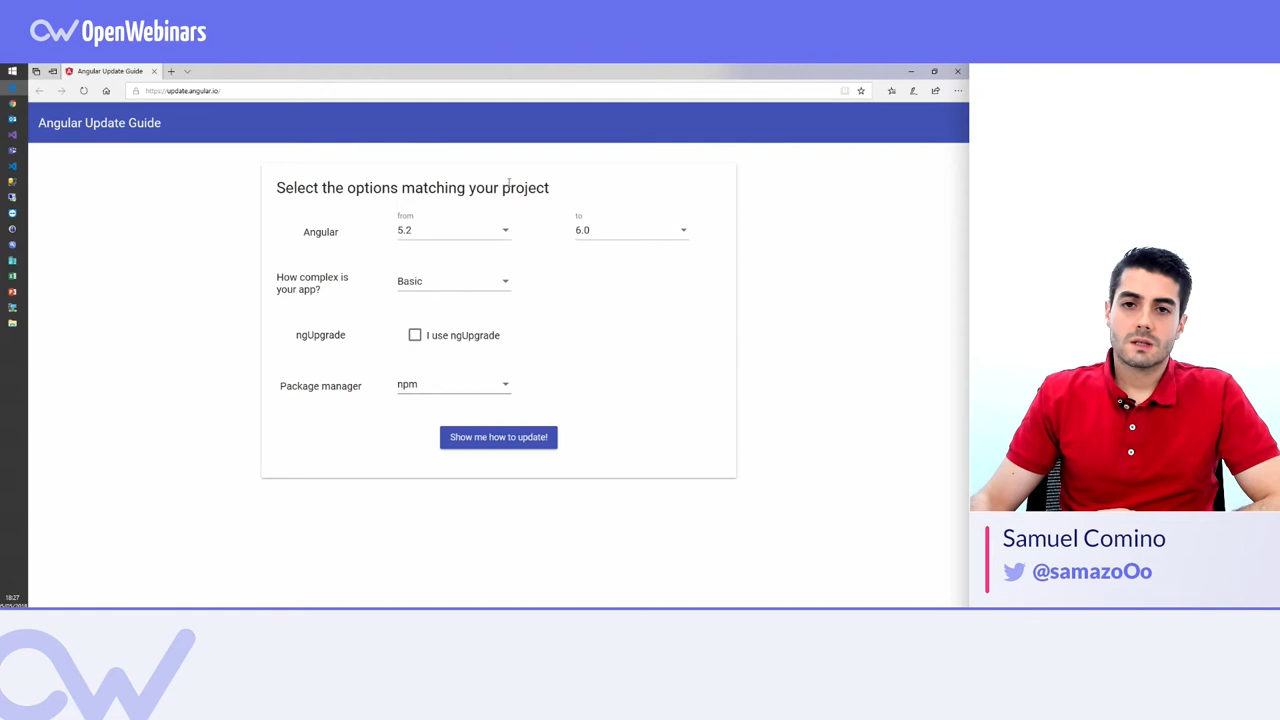 OpenWebinars
Angular Update Guide
https://update.angular.io/
Angular Update Guide
Select the options matching your project
from
to
Angular
5.2
6.0
How complex is
your app?
Basic
ngUpgrade
I use ngUpgrade
Package manager
npm
Show me how to update!
Samuel Comino
@samazoOo
18:27